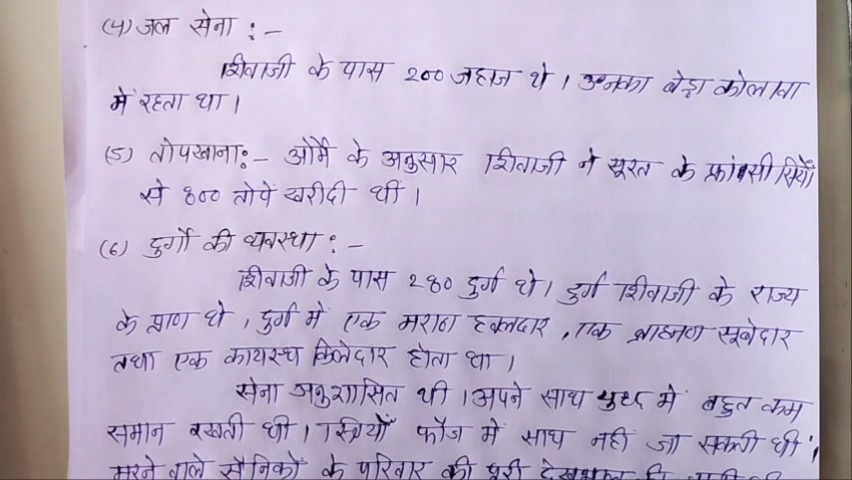 (4) जल सेना :-
शिवाजी के पास 200 जहाज थे । उनका बेड़ा कोलावा
में रहता था ।
(5) तोपखाना:- ओर्मे के अनुसार शिवाजी ने सूरत के फ्रांसीसियों
से 800 तोपें खरीदी थीं ।
(6) दुर्गों की व्यवस्था :-
शिवाजी के पास 280 दुर्ग थे । दुर्ग शिवाजी के राज्य
के प्राण थे , दुर्ग मे एक मराठा हवलदार , एक ब्राह्मण सूबेदार
तथा एक कायस्थ किलेदार होता था ।
सेना अनुशासित थी । अपने साथ युध्द मे बहुत कम
समान रखती थी । स्त्रियाँ फौज मे साथ नहीं जा सकती थी ,
मरने वाले सैनिकों के परिवार की पूरी देखभाल की